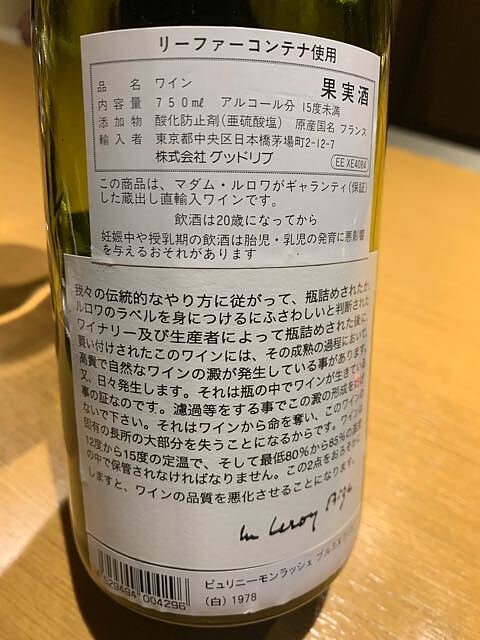 リーファーコンテナ使用
品名 ワイン 果実酒
内容量 750mℓ アルコール分 15度未満
添加物 酸化防止剤(亜硫酸塩) 原産国名 フランス
輸入者 東京都中央区日本橋茅場町2-12-7
株式会社グッドリブ EE XE4084
この商品は、マダム・ルロワがギャランティ(保証)
した蔵出し直輸入ワインです。
飲酒は20歳になってから
妊娠中や授乳期の飲酒は胎児・乳児の発育に悪影響
を与えるおそれがあります
我々の伝統的なやり方に従がって、瓶詰めされたか、
ルロワのラベルを身につけるにふさわしいと判断された
ワイナリー及び生産者によって瓶詰された後に
買い付けされたこのワインには、その成熟の過程において
高貴で自然なワインの澱が発生している事があります。
又、日々発生します。それは瓶の中でワインが生きている
事の証なのです。濾過等をする事でこの澱の形成を
ないで下さい。それはワインから命を奪い、このワインの
固有の長所の大部分を失うことになるからです。ワインは
12度から15度の定温で、そして最低80%から85%の湿度
の中で保管されなければなりません。この2点をおろそかに
しますと、ワインの品質を悪化させることになります。
Leroy
ピュリニーモンラッシェ
(白) 1978
329494 004296